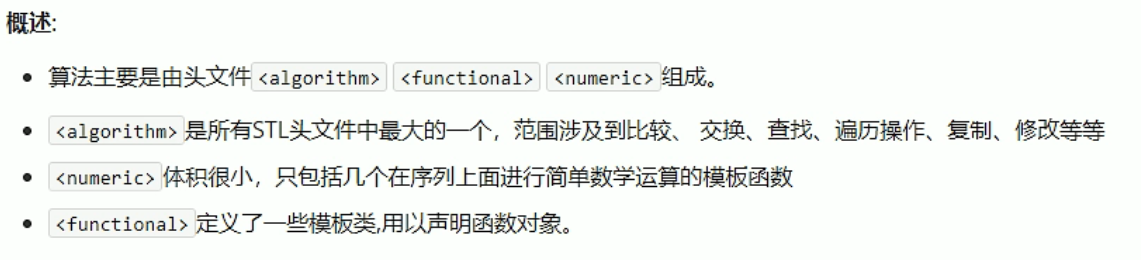 概述:
算法主要是由头文件<algorithm> <functional> <numeric>组成。
<algorithm>是所有STL头文件中最大的一个，范围涉及到比较、 交换、查找、遍历操作、复制、修改等等
<numeric>体积很小，只包括几个在序列上面进行简单数学运算的模板函数
<functional>定义了一些模板类,用以声明函数对象。